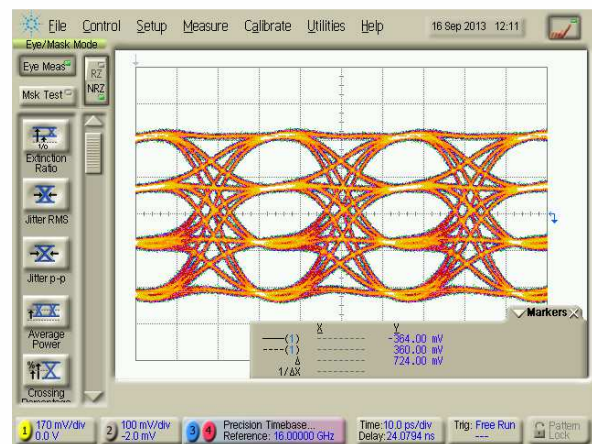 File Control Setup Measure Calibrate Utilities Help 16 Sep 2013 12:11
Eye/Mask Mode
Eye Meas
RZ
NRZ
Msk Test
1/0
Extinction
Ratio
Jitter RMS
Jitter p-p
Average
Power
Crossing
Markers
X Y
(1) --------- -364.00 mV
(1) --------- 360.00 mV
Δ --------- 724.00 mV
1/ΔX ---------
1 170 mV/div
0.0 V
2 100 mV/div
-2.0 mV
3 4 Precision Timebase...
Reference: 16.00000 GHz
Time:10.0 ps/div
Delay:24.0794 ns
Trig: Free Run
---
Pattern
Lock